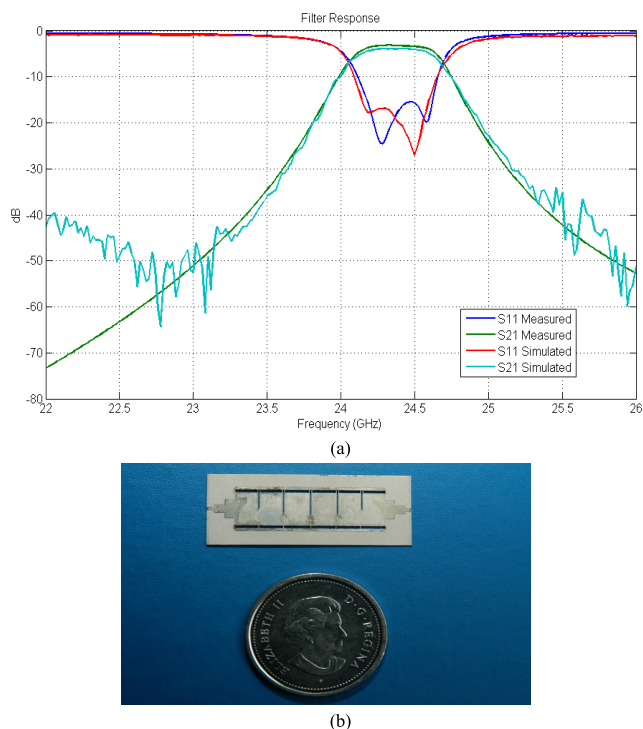 Filter Response
0
-10
-20
-30
-40
-50
-60
-70
-80
dB
S11 Measured
S21 Measured
S11 Simulated
S21 Simulated
22 22.5 23 23.5 24 24.5 25 25.5 26
Frequency (GHz)
(a)
ELIZABETH II D·G·REGINA
(b)